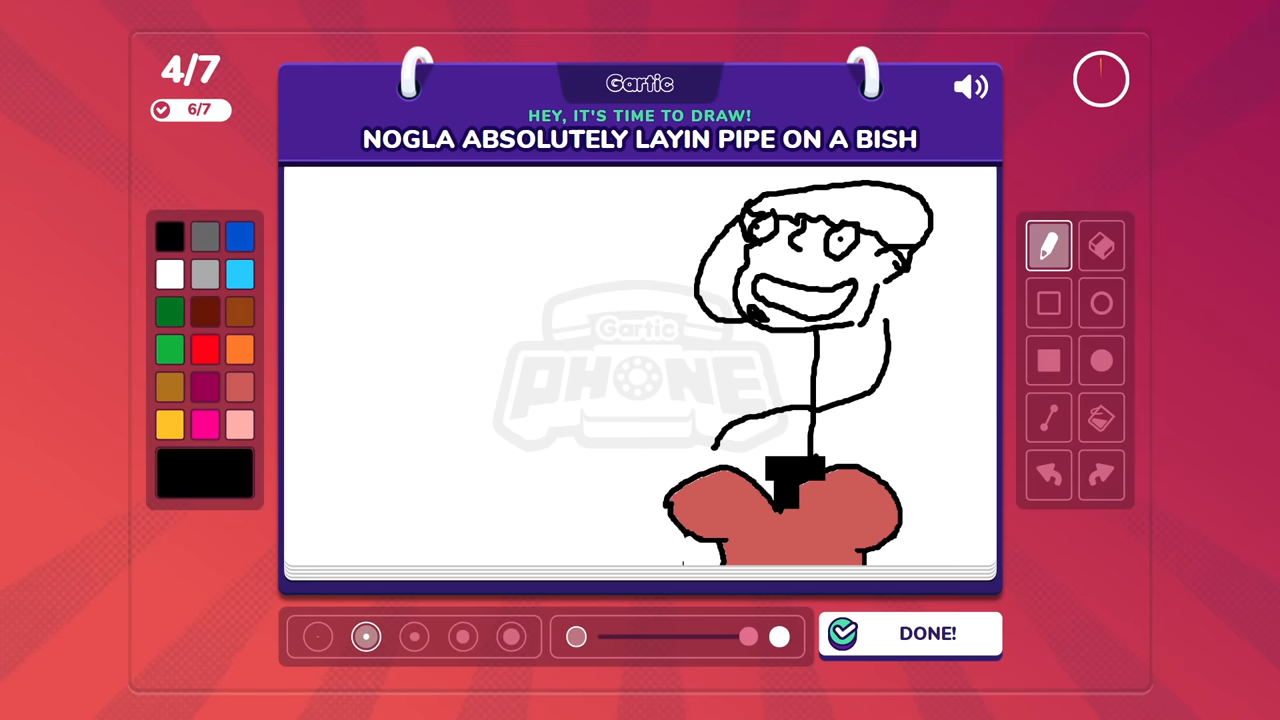 4/7
6/7
Gartic
HEY, IT'S TIME TO DRAW!
NOGLA ABSOLUTELY LAYIN PIPE ON A BISH
Gartic
PHONE
DONE!